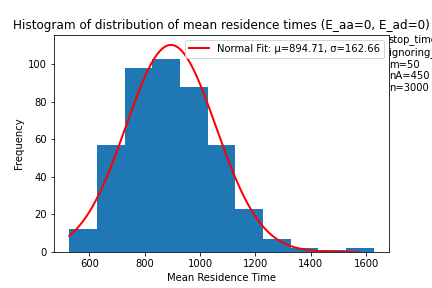 Histogram of distribution of mean residence times (E_aa=0, E_ad=0)
Normal Fit: μ=894.71, σ=162.66
stop_time
ignoring_
m=50
nA=450
n=3000
Frequency
100
80
60
40
20
0
600
800
1000
1200
1400
1600
Mean Residence Time